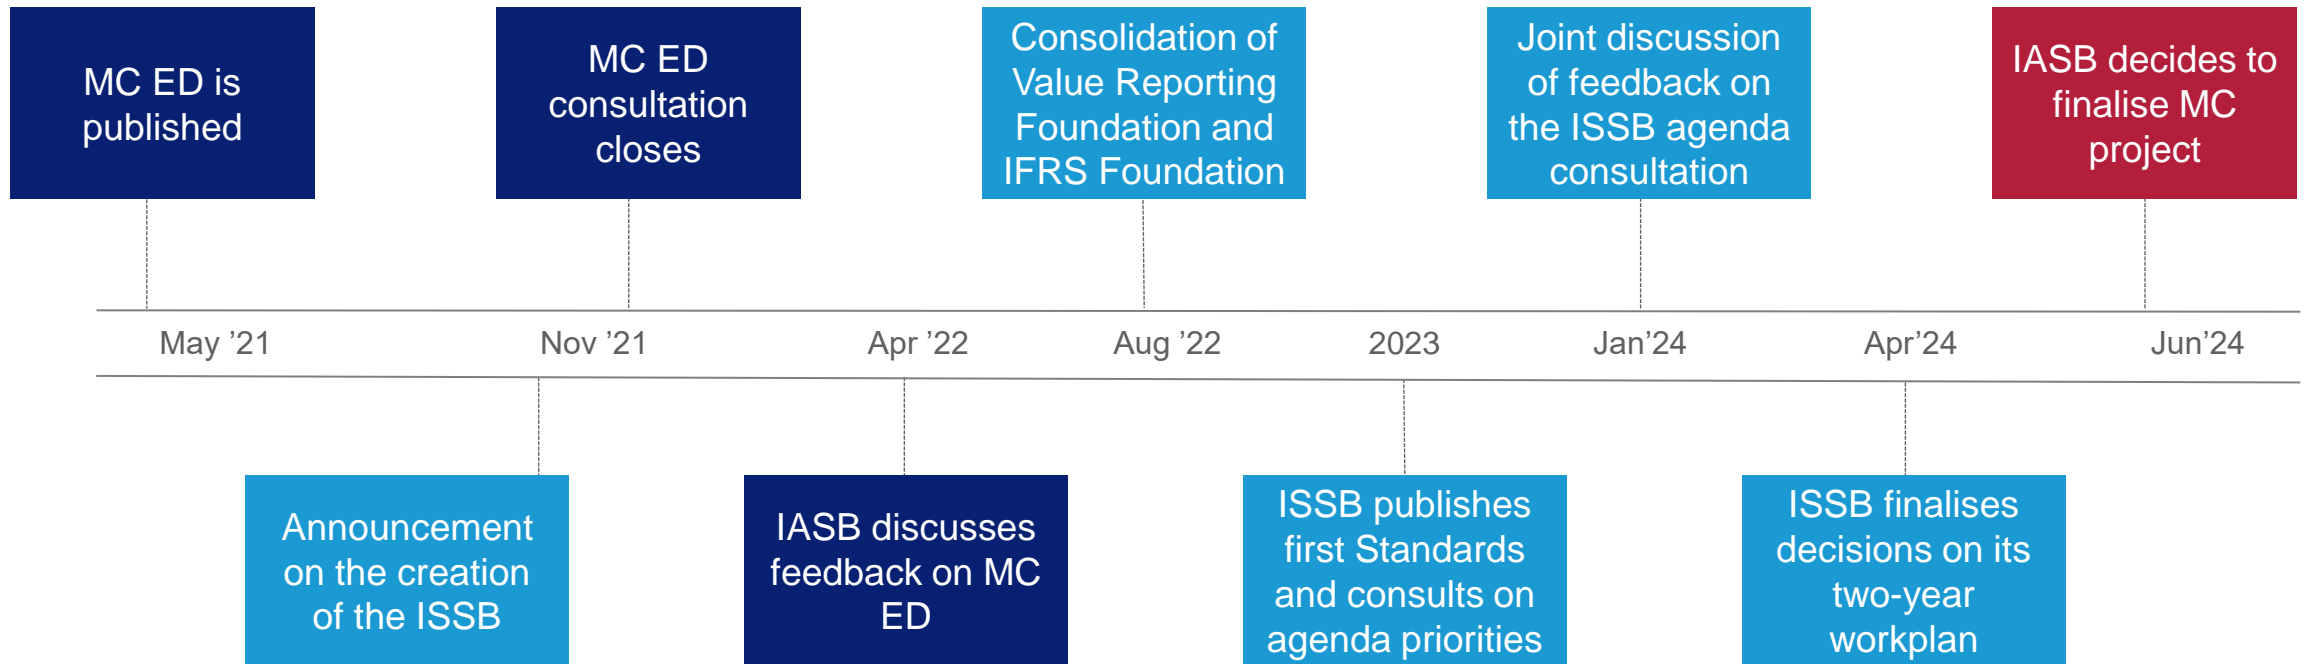 MC ED is
published
MC ED
consultation
closes
Consolidation of
Value Reporting
Foundation and
IFRS Foundation
Joint discussion
of feedback on
the ISSB agenda
consultation
IASB decides to
finalise MC
project
May ’21
Nov ’21
Apr ’22
Aug ’22
2023
Jan’24
Apr’24
Jun’24
Announcement
on the creation
of the ISSB
IASB discusses
feedback on MC
ED
ISSB publishes
first Standards
and consults on
agenda priorities
ISSB finalises
decisions on its
two-year
workplan